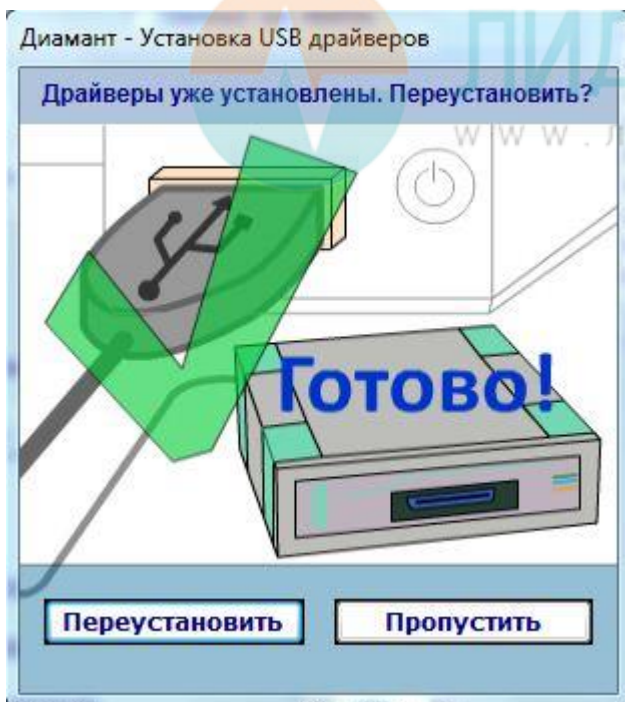 Диамант - Установка USB драйверов
Драйверы уже установлены. Переустановить?
Готово!
Переустановить
Пропустить